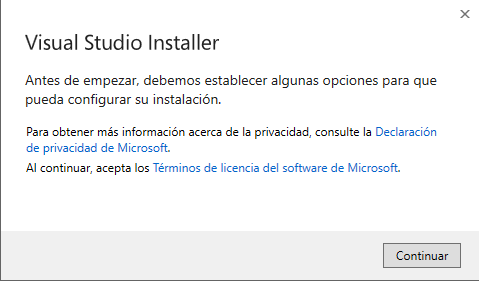 Visual Studio Installer
Antes de empezar, debemos establecer algunas opciones para que
pueda configurar su instalación.
Para obtener más información acerca de la privacidad, consulte la Declaración
de privacidad de Microsoft.
Al continuar, acepta los Términos de licencia del software de Microsoft.
Continuar